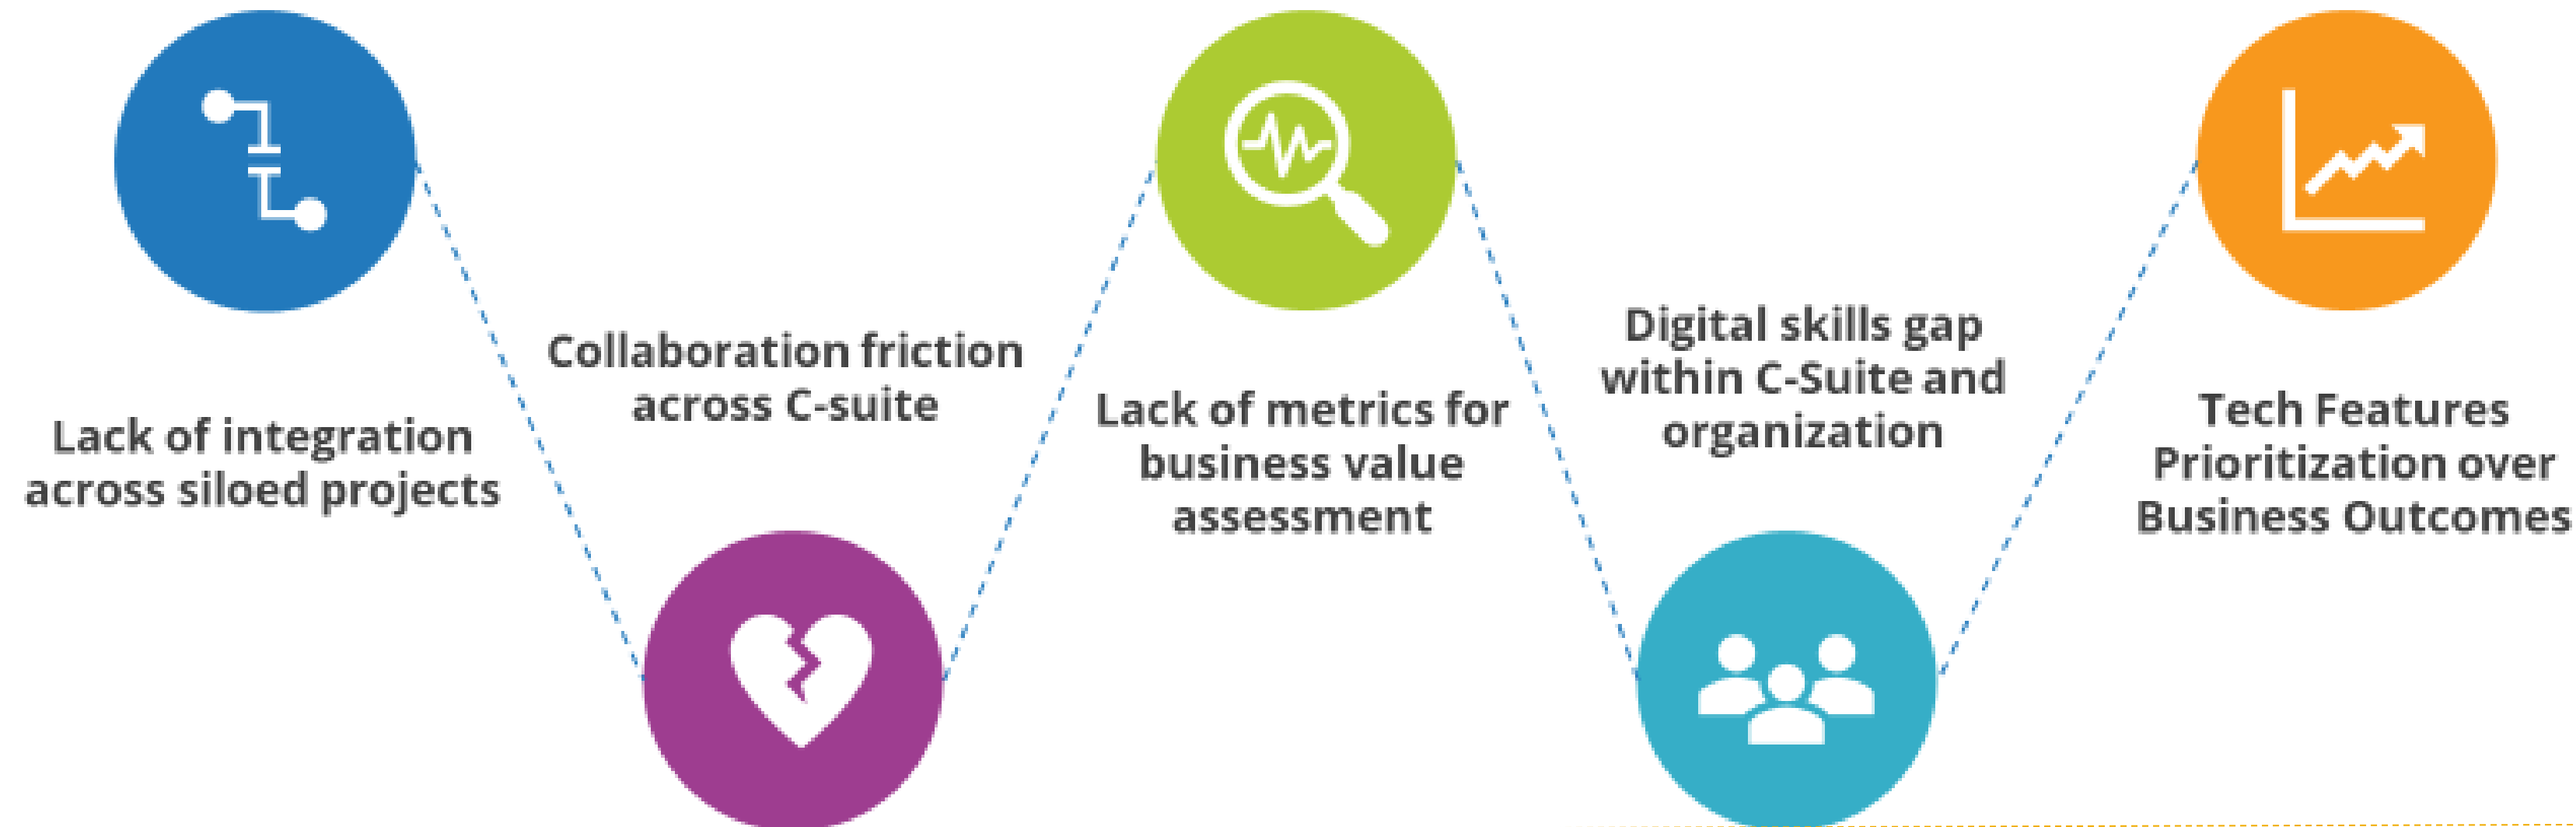 Lack of integration
across siloed projects
Collaboration friction
across C-suite
Lack of metrics for
business value
assessment
Digital skills gap
within C-Suite and
organization
Tech Features
Prioritization over
Business Outcomes